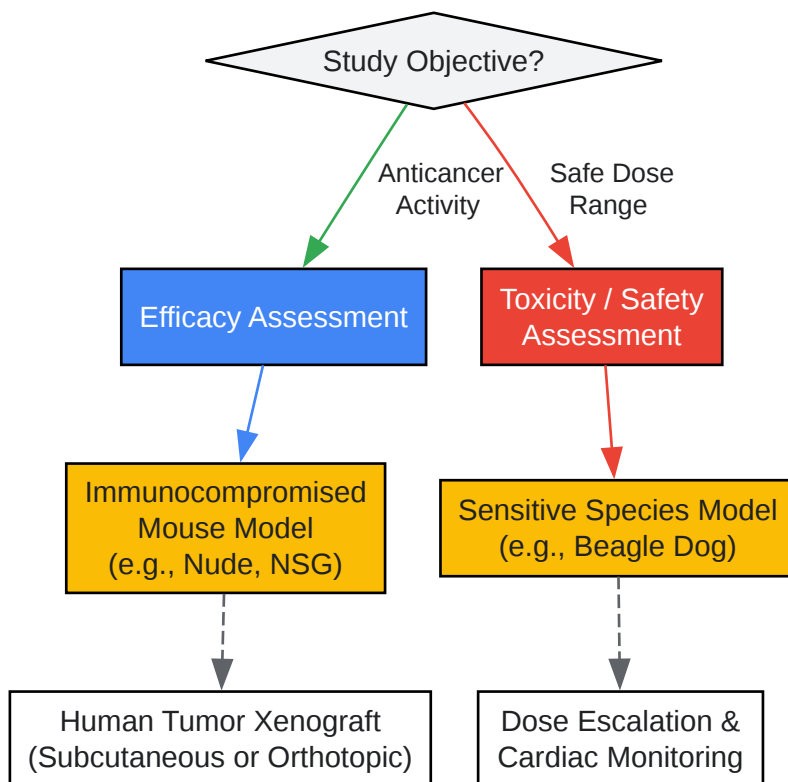 Study Objective?
Anticancer
Activity
Safe Dose
Range
Efficacy Assessment
Toxicity / Safety
Assessment
Immunocompromised
Mouse Model
(e.g., Nude, NSG)
Sensitive Species Model
(e.g., Beagle Dog)
Human Tumor Xenograft
(Subcutaneous or Orthotopic)
Dose Escalation &
Cardiac Monitoring